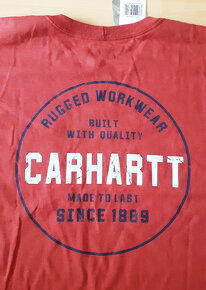 RUGGED WORKWEAR
BUILT
WITH QUALITY
CARHARTT
MADE TO LAST
SINCE 1889